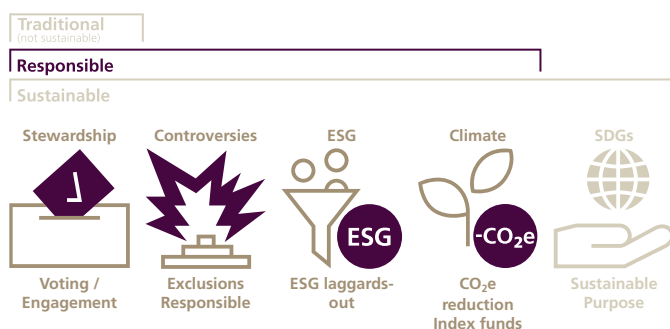 Traditional
(not sustainable)
Responsible
Sustainable
Stewardship
Controversies
ESG
Climate
SDGs
ESG
-CO₂e
Voting /
Engagement
Exclusions
Responsible
ESG laggards-
out
CO₂e
reduction
Index funds
Sustainable
Purpose